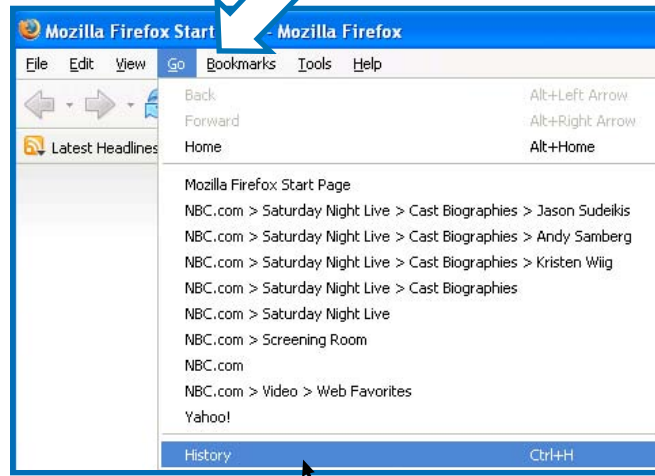 Mozilla Firefox Start - Mozilla Firefox
File Edit View Go Bookmarks Tools Help
Back Alt+Left Arrow
Forward Alt+Right Arrow
Latest Headlines
Home Alt+Home
Mozilla Firefox Start Page
NBC.com > Saturday Night Live > Cast Biographies > Jason Sudeikis
NBC.com > Saturday Night Live > Cast Biographies > Andy Samberg
NBC.com > Saturday Night Live > Cast Biographies > Kristen Wiig
NBC.com > Saturday Night Live > Cast Biographies
NBC.com > Saturday Night Live
NBC.com > Screening Room
NBC.com
NBC.com > Video > Web Favorites
Yahoo!
History Ctrl+H